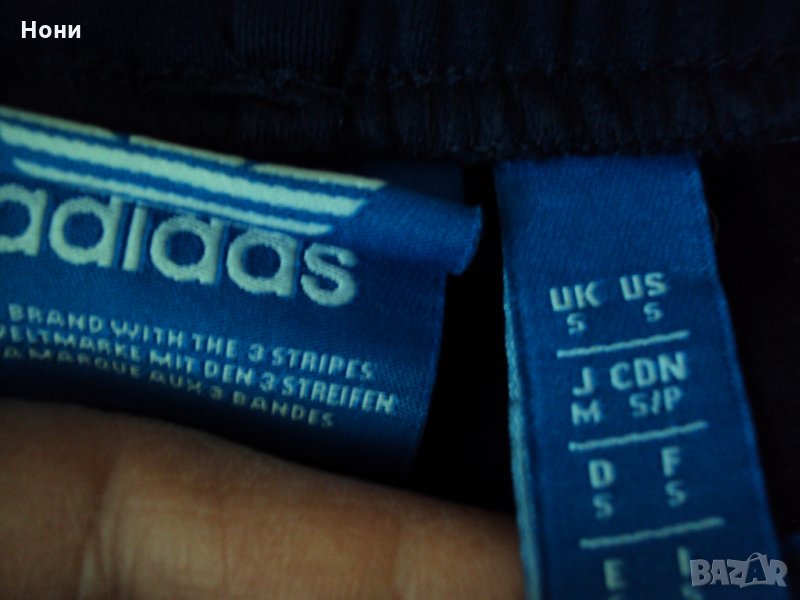 Нони
adidas
BRAND WITH THE 3 STRIPES
WELTMARKE MIT DEN 3 STREIFEN
LA MARQUE AUX 3 BANDES
UK US
S S
J CDN
M S/P
D F
S S
E I
BAZAR